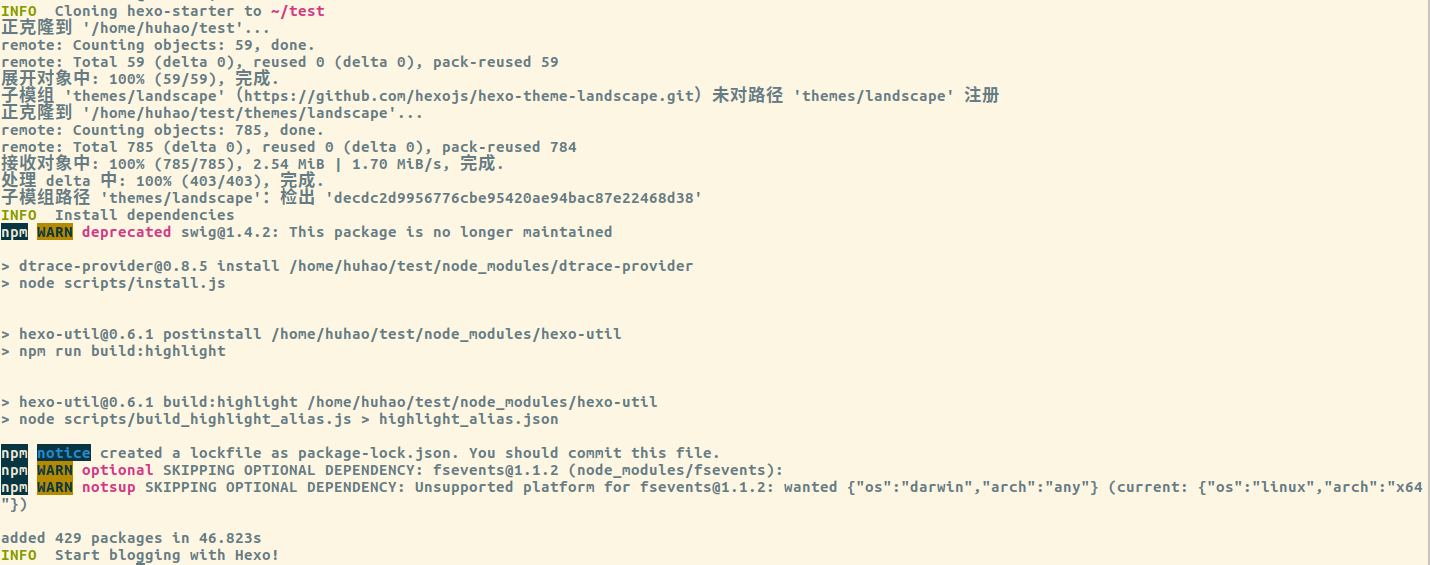 INFO  Cloning hexo-starter to ~/test
正克隆到 '/home/huhao/test'...
remote: Counting objects: 59, done.
remote: Total 59 (delta 0), reused 0 (delta 0), pack-reused 59
展开对象中: 100% (59/59), 完成.
子模组 'themes/landscape'（https://github.com/hexojs/hexo-theme-landscape.git）未对路径 'themes/landscape' 注册
正克隆到 '/home/huhao/test/themes/landscape'...
remote: Counting objects: 785, done.
remote: Total 785 (delta 0), reused 0 (delta 0), pack-reused 784
接收对象中: 100% (785/785), 2.54 MiB | 1.70 MiB/s, 完成.
处理 delta 中: 100% (403/403), 完成.
子模组路径 'themes/landscape'：检出 'decdc2d9956776cbe95420ae94bac87e22468d38'
INFO  Install dependencies
npm WARN deprecated swig@1.4.2: This package is no longer maintained
> dtrace-provider@0.8.5 install /home/huhao/test/node_modules/dtrace-provider
> node scripts/install.js
> hexo-util@0.6.1 postinstall /home/huhao/test/node_modules/hexo-util
> npm run build:highlight
> hexo-util@0.6.1 build:highlight /home/huhao/test/node_modules/hexo-util
> node scripts/build_highlight_alias.js > highlight_alias.json
npm notice created a lockfile as package-lock.json. You should commit this file.
npm WARN optional SKIPPING OPTIONAL DEPENDENCY: fsevents@1.1.2 (node_modules/fsevents):
npm WARN notsup SKIPPING OPTIONAL DEPENDENCY: Unsupported platform for fsevents@1.1.2: wanted {"os":"darwin","arch":"any"} (current: {"os":"linux","arch":"x64
"})
added 429 packages in 46.823s
INFO  Start blogging with Hexo!